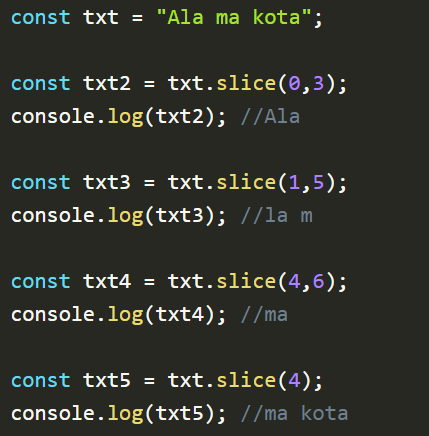 const txt = "Ala ma kota";
const txt2 = txt.slice(0,3);
console.log(txt2); //Ala
const txt3 = txt.slice(1,5);
console.log(txt3); //la m
const txt4 = txt.slice(4,6);
console.log(txt4); //ma
const txt5 = txt.slice(4);
console.log(txt5); //ma kota